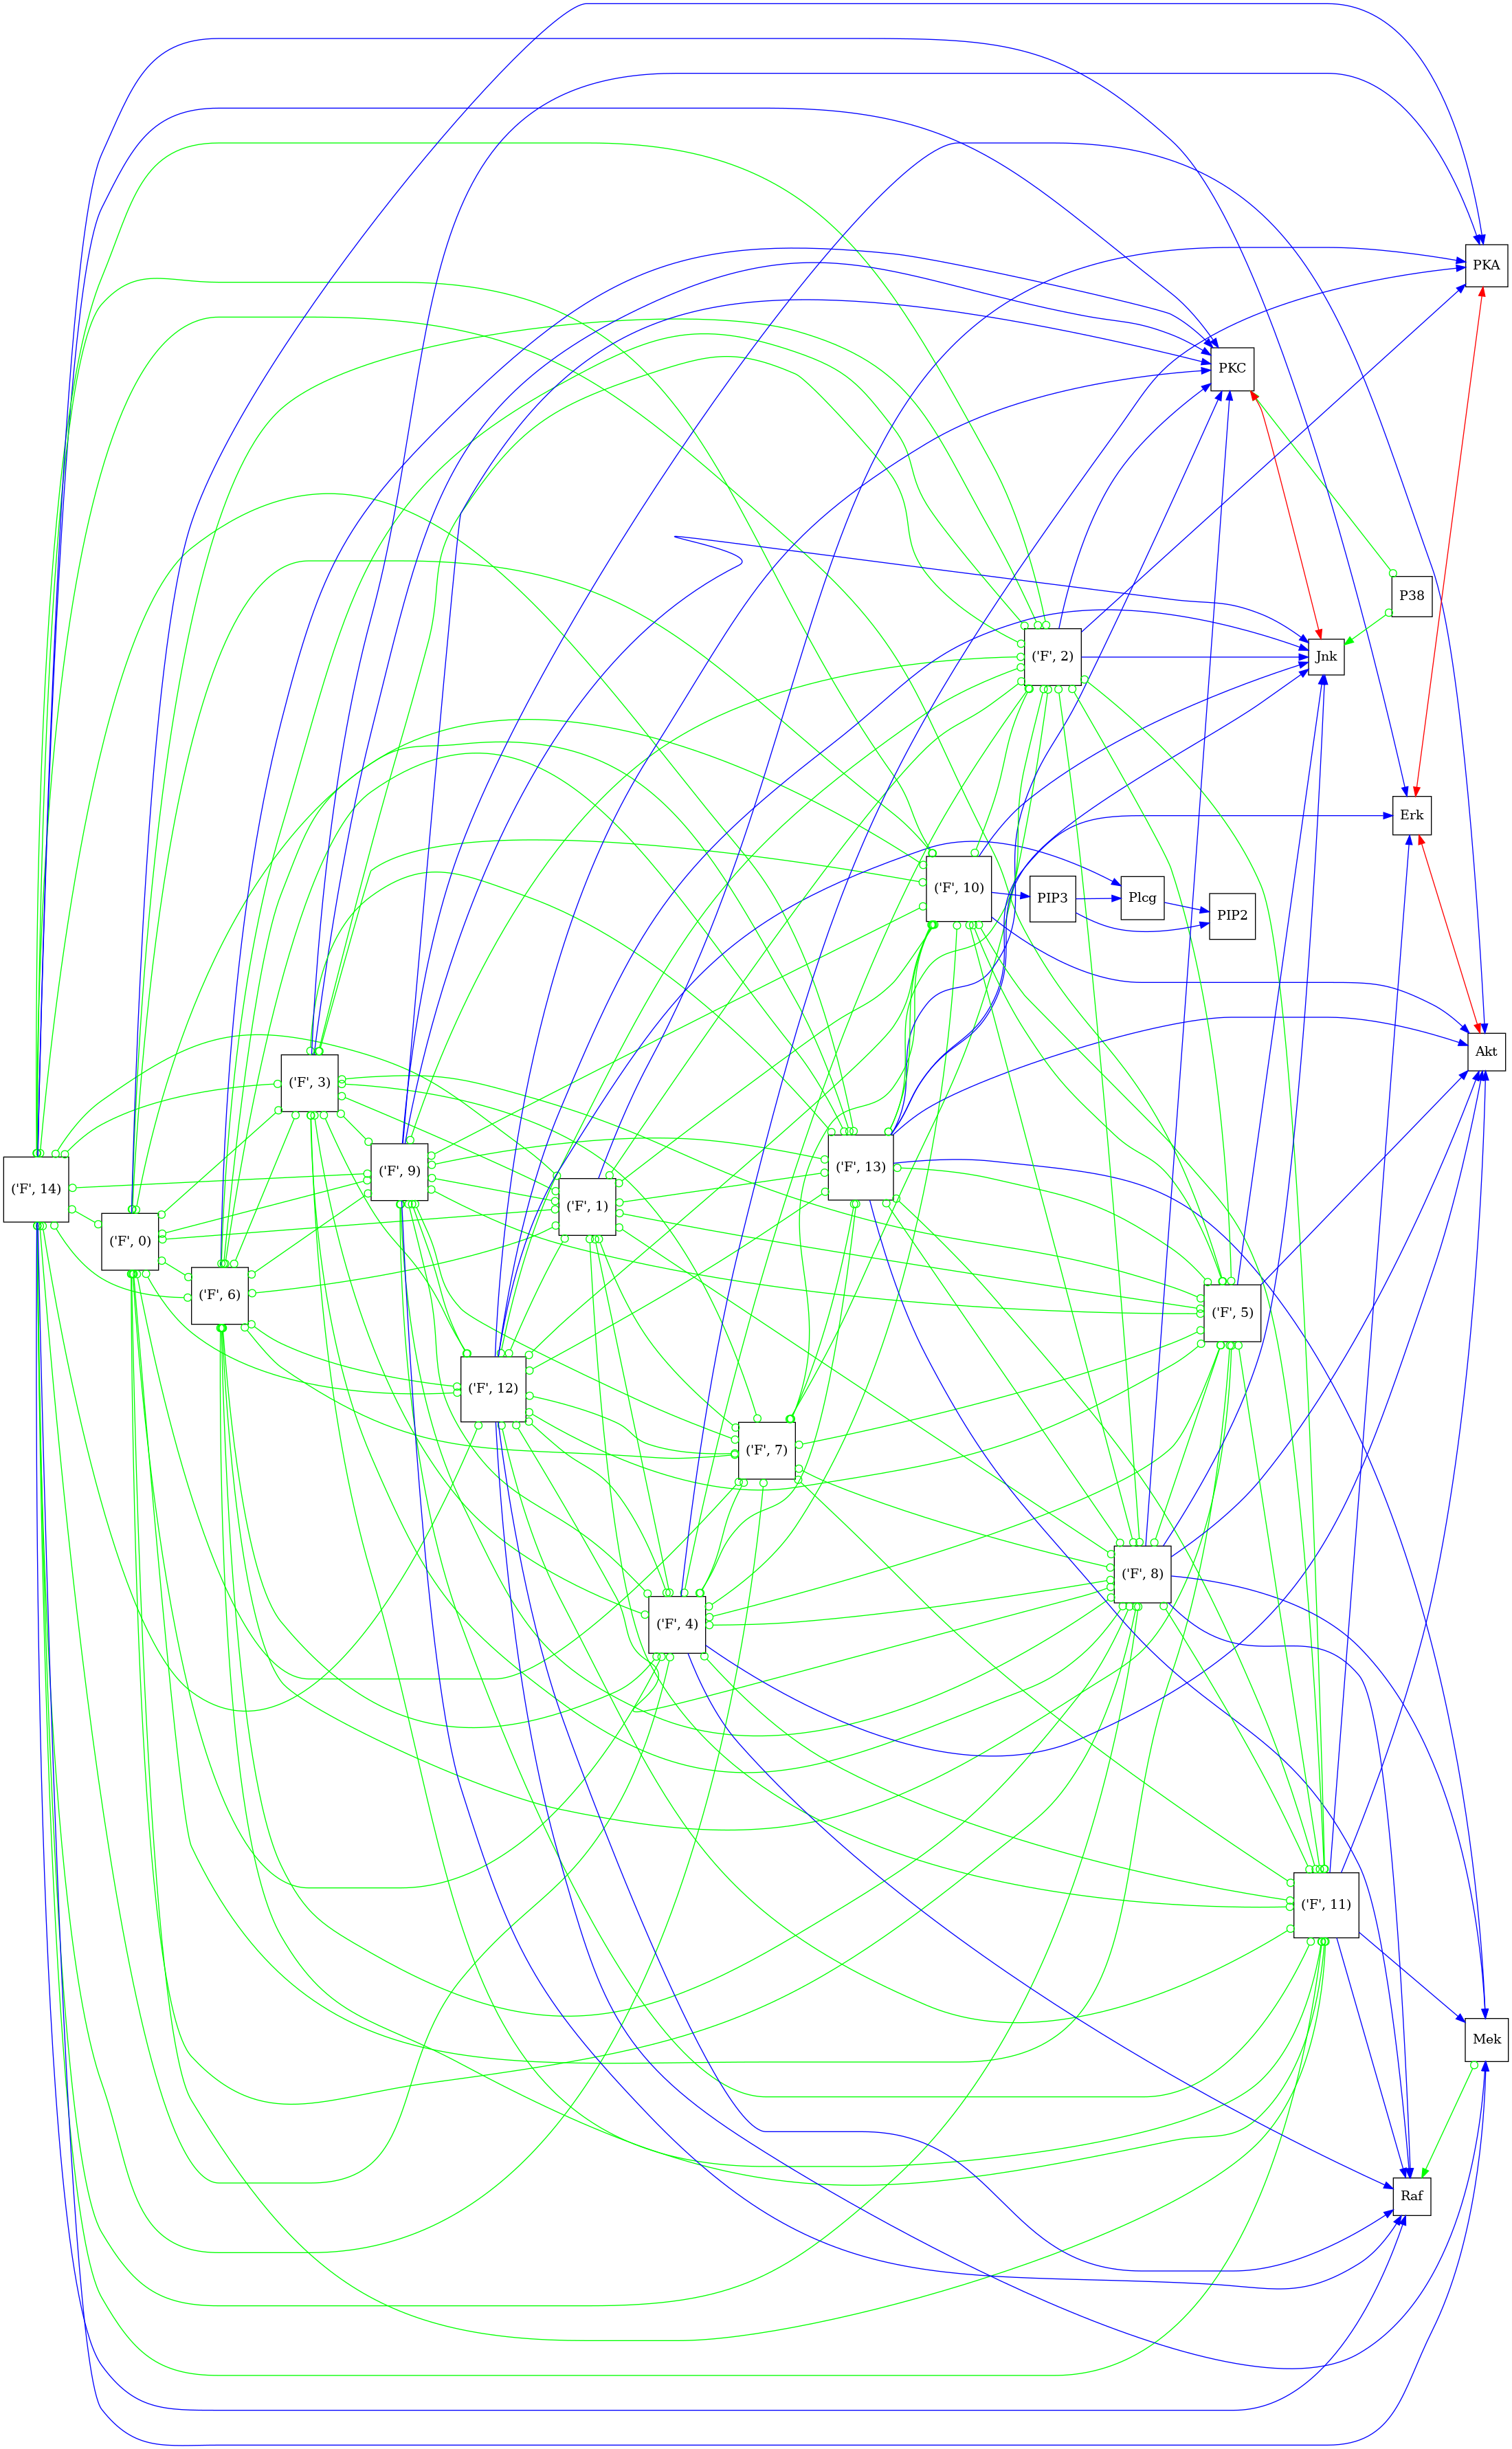 PKA
PKC
P38
('F', 2)
Jnk
Erk
('F', 10)
PIP3
Plcg
PIP2
Akt
('F', 3)
('F', 9)
('F', 13)
('F', 14)
('F', 1)
('F', 0)
('F', 6)
('F', 5)
('F', 12)
('F', 7)
('F', 8)
('F', 4)
('F', 11)
Mek
Raf